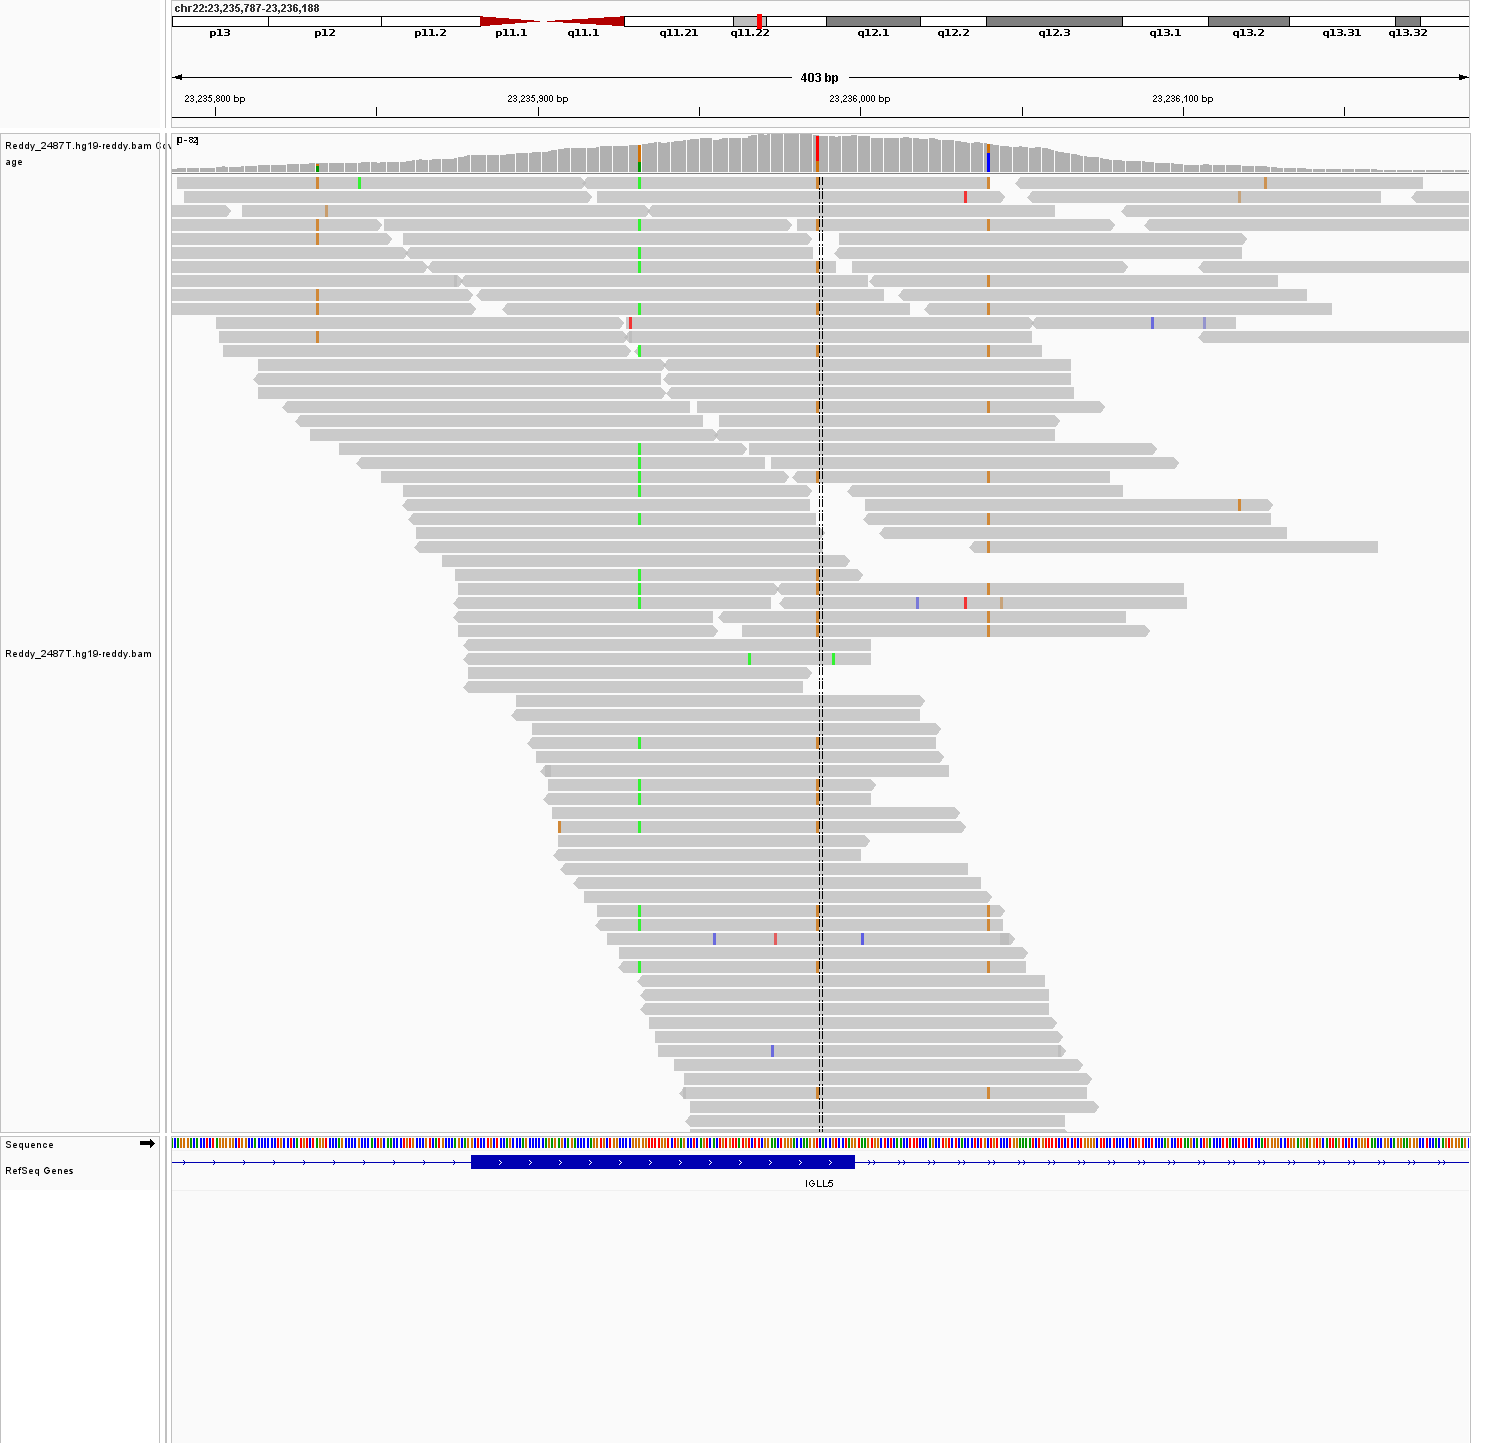 chr22:23,235,787-23,236,188
p13 p12 p11.2 p11.1 q11.1 q11.21 q11.22 q12.1 q12.2 q12.3 q13.1 q13.2 q13.31 q13.32
403 bp
23,235,800 bp 23,235,900 bp 23,236,000 bp 23,236,100 bp
Reddy_2487T.hg19-reddy.bam Cov
age
[0-82]
Reddy_2487T.hg19-reddy.bam
Sequence
RefSeq Genes
IGLL5